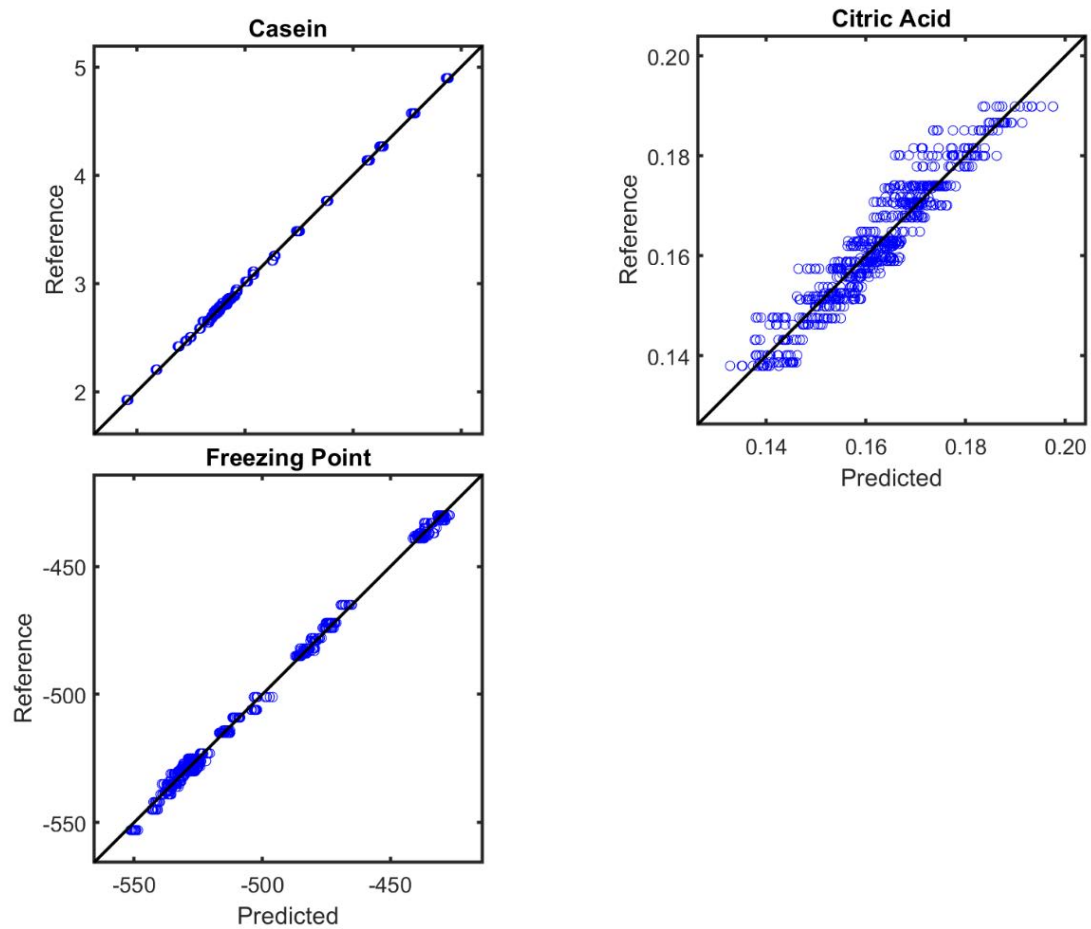 Casein
5
4
3
2
Reference
Citric Acid
0.20
0.18
0.16
0.14
Reference
0.14 0.16 0.18 0.20
Predicted
Freezing Point
-450
-500
-550
Reference
-550 -500 -450
Predicted